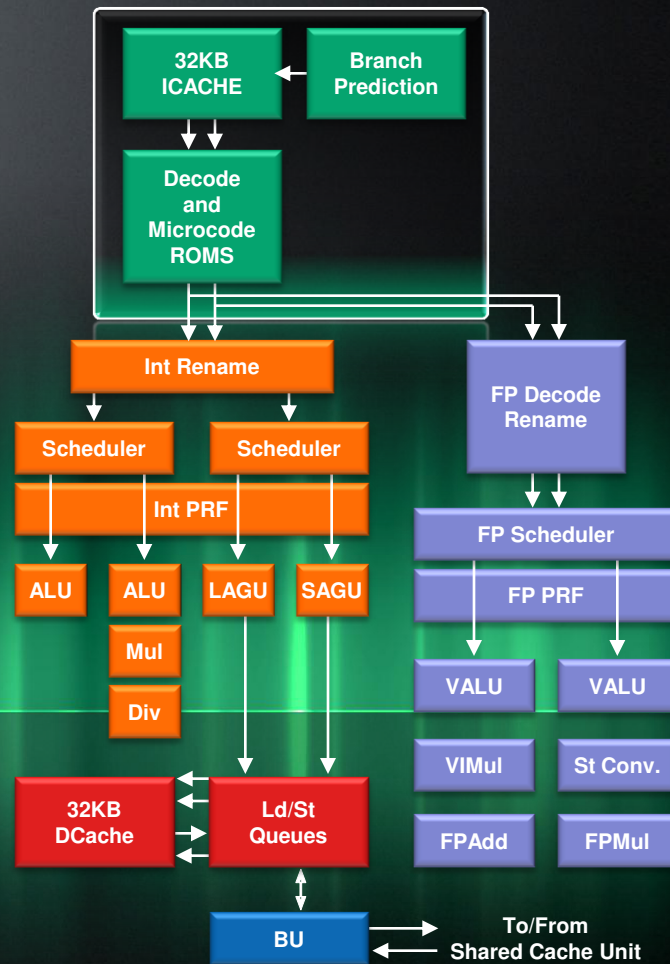 32KB
ICACHE
Branch
Prediction
Decode
and
Microcode
ROMS
Int Rename
FP Decode
Rename
Scheduler
Scheduler
Int PRF
FP Scheduler
FP PRF
ALU
ALU
LAGU
SAGU
Mul
Div
VALU
VALU
VIMul
St Conv.
FPAdd
FPMul
32KB
DCache
Ld/St
Queues
BU
To/From
Shared Cache Unit